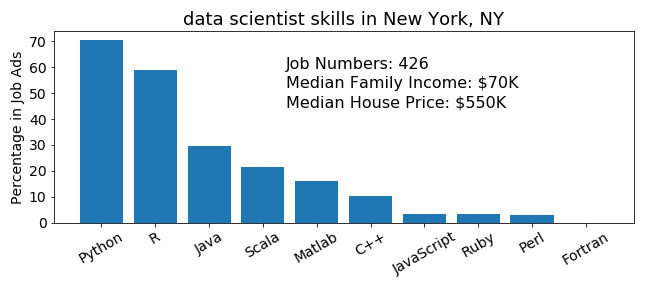 data scientist skills in New York, NY
Percentage in Job Ads
70
60
50
40
30
20
10
0
Job Numbers: 426
Median Family Income: $70K
Median House Price: $550K
Python
R
Java
Scala
Matlab
C++
JavaScript
Ruby
Perl
Fortran